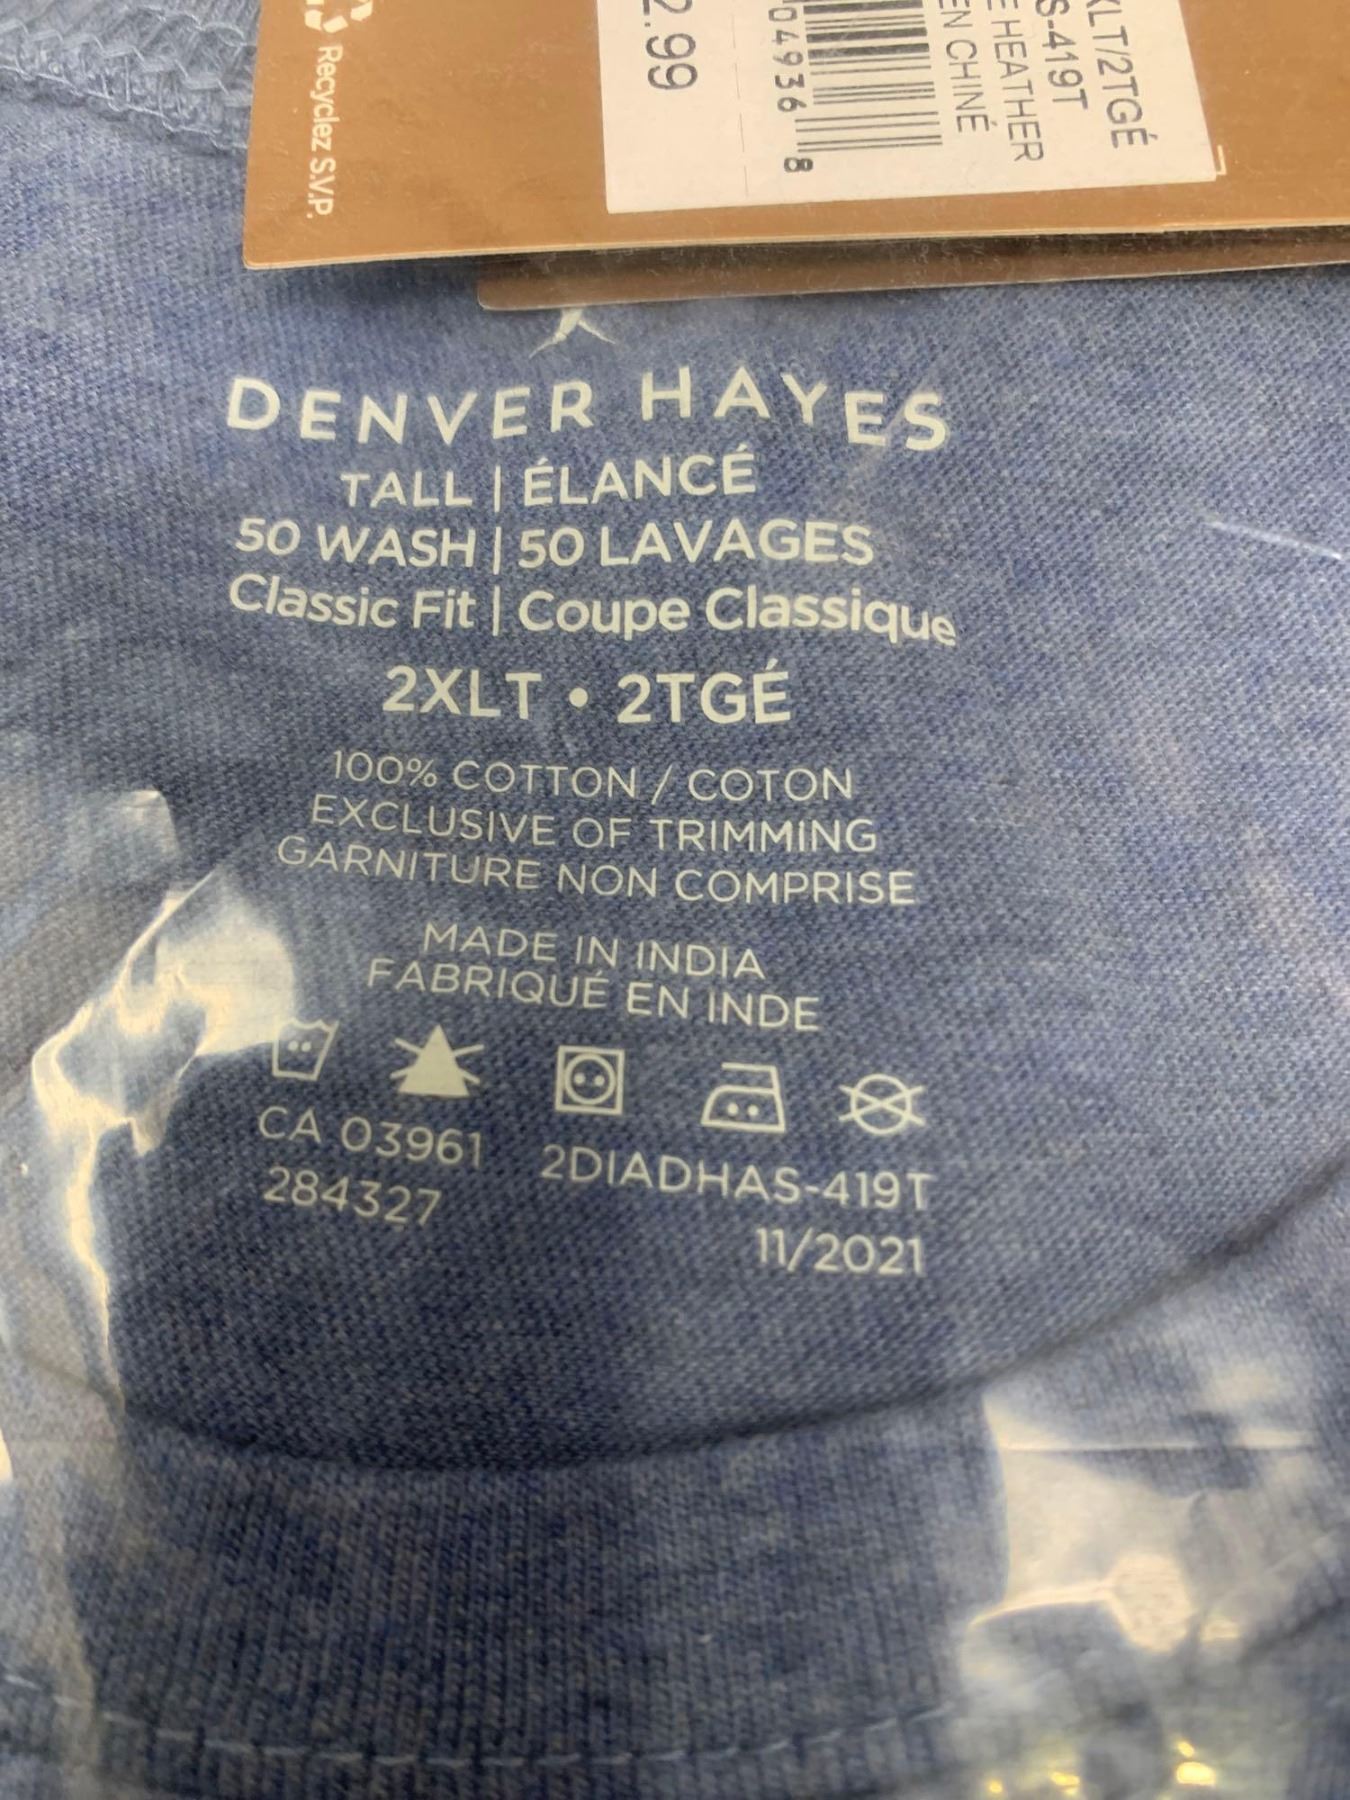 Recyclez S.V.P.
2.99
04936 8
EN CHINÉ
HEATHER
S-419T
XLT/2TGÉ
DENVER HAYES
TALL | ÉLANCÉ
50 WASH | 50 LAVAGES
Classic Fit | Coupe Classique
2XLT • 2TGÉ
100% COTTON / COTON
EXCLUSIVE OF TRIMMING
GARNITURE NON COMPRISE
MADE IN INDIA
FABRIQUÉ EN INDE
CA 03961 2DIADHAS-419T
284327 11/2021